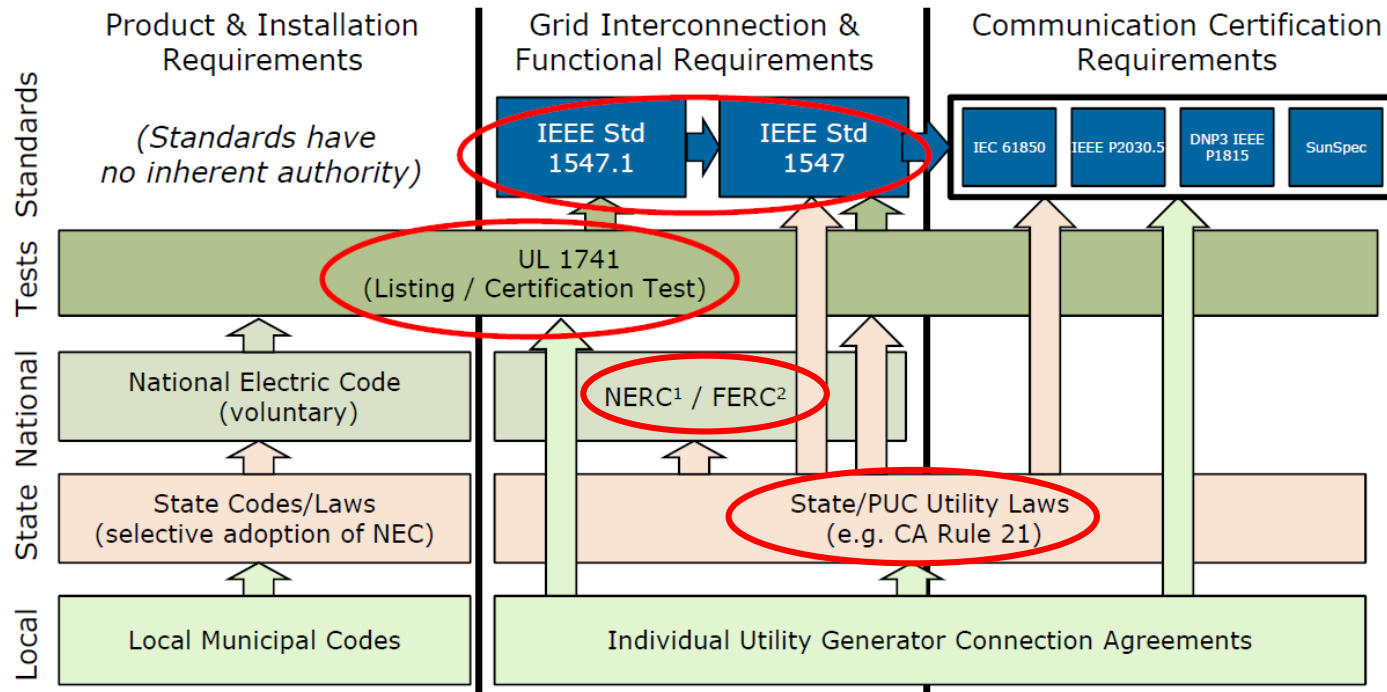 Product & Installation
Requirements
Grid Interconnection &
Functional Requirements
Communication Certification
Requirements
Standards
(Standards have
no inherent authority)
IEEE Std
1547.1
IEEE Std
1547
IEC 61850
IEEE P2030.5
DNP3 IEEE
P1815
SunSpec
Tests
UL 1741
(Listing / Certification Test)
National
National Electric Code
(voluntary)
NERC¹ / FERC²
State
State Codes/Laws
(selective adoption of NEC)
State/PUC Utility Laws
(e.g. CA Rule 21)
Local
Local Municipal Codes
Individual Utility Generator Connection Agreements